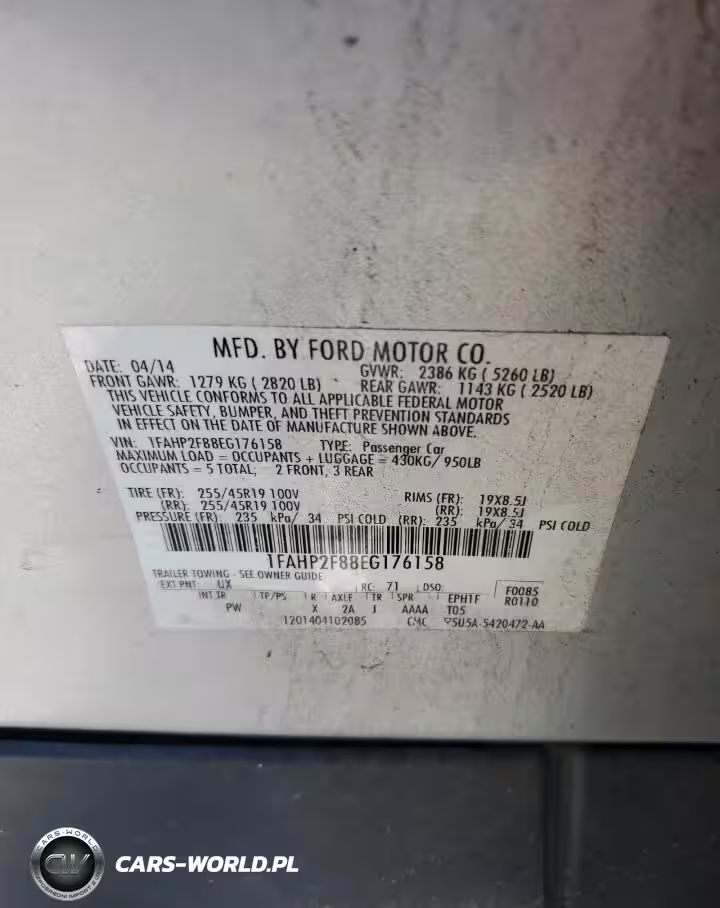 MFD. BY FORD MOTOR CO.
DATE: 04/14 GVWR: 2386 KG ( 5260 LB)
FRONT GAWR: 1279 KG ( 2820 LB) REAR GAWR: 1143 KG ( 2520 LB)
THIS VEHICLE CONFORMS TO ALL APPLICABLE FEDERAL MOTOR
VEHICLE SAFETY, BUMPER, AND THEFT PREVENTION STANDARDS
IN EFFECT ON THE DATE OF MANUFACTURE SHOWN ABOVE.
VIN: 1FAHP2F88EG176158 TYPE: Passenger Car
MAXIMUM LOAD = OCCUPANTS + LUGGAGE = 430KG/ 950LB
OCCUPANTS = 5 TOTAL; 2 FRONT, 3 REAR
TIRE (FR): 255/45R19 100V RIMS (FR): 19X8.5J
(RR): 255/45R19 100V (RR): 19X8.5J
PRESSURE (FR): 235 kPa/ 34 PSI COLD (RR): 235 kPa/ 34 PSI COLD
1FAHP2F88EG176158
TRAILER TOWING - SEE OWNER GUIDE
EXT PNT: UX RC: 71 DSO: F0085
INT TR TP/PS R AXLE TR SPR EPH1F R0110
PW X 2A J AAAA T05
1201404102085 CMC 5U5A-5420472-AA
CARS-WORLD
CW
CARS-WORLD.PL